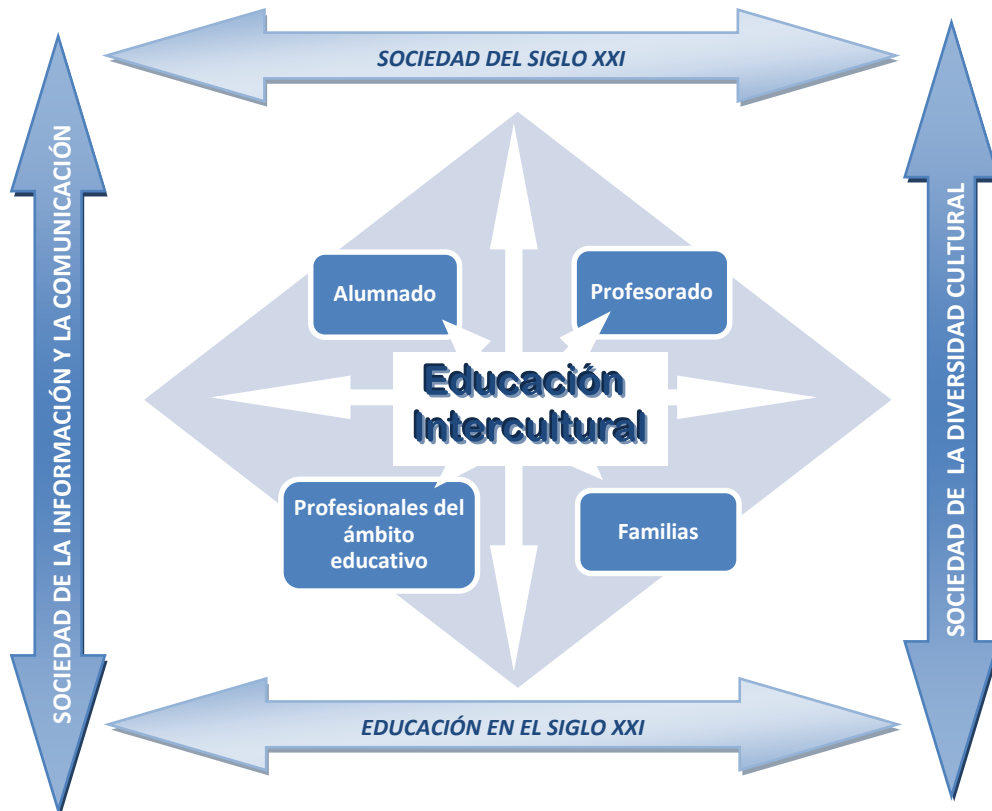 SOCIEDAD DEL SIGLO XXI
SOCIEDAD DE LA INFORMACIÓN Y LA COMUNICACIÓN
SOCIEDAD DE LA DIVERSIDAD CULTURAL
Alumnado
Profesorado
Educación
Intercultural
Profesionales del
ámbito
educativo
Familias
EDUCACIÓN EN EL SIGLO XXI